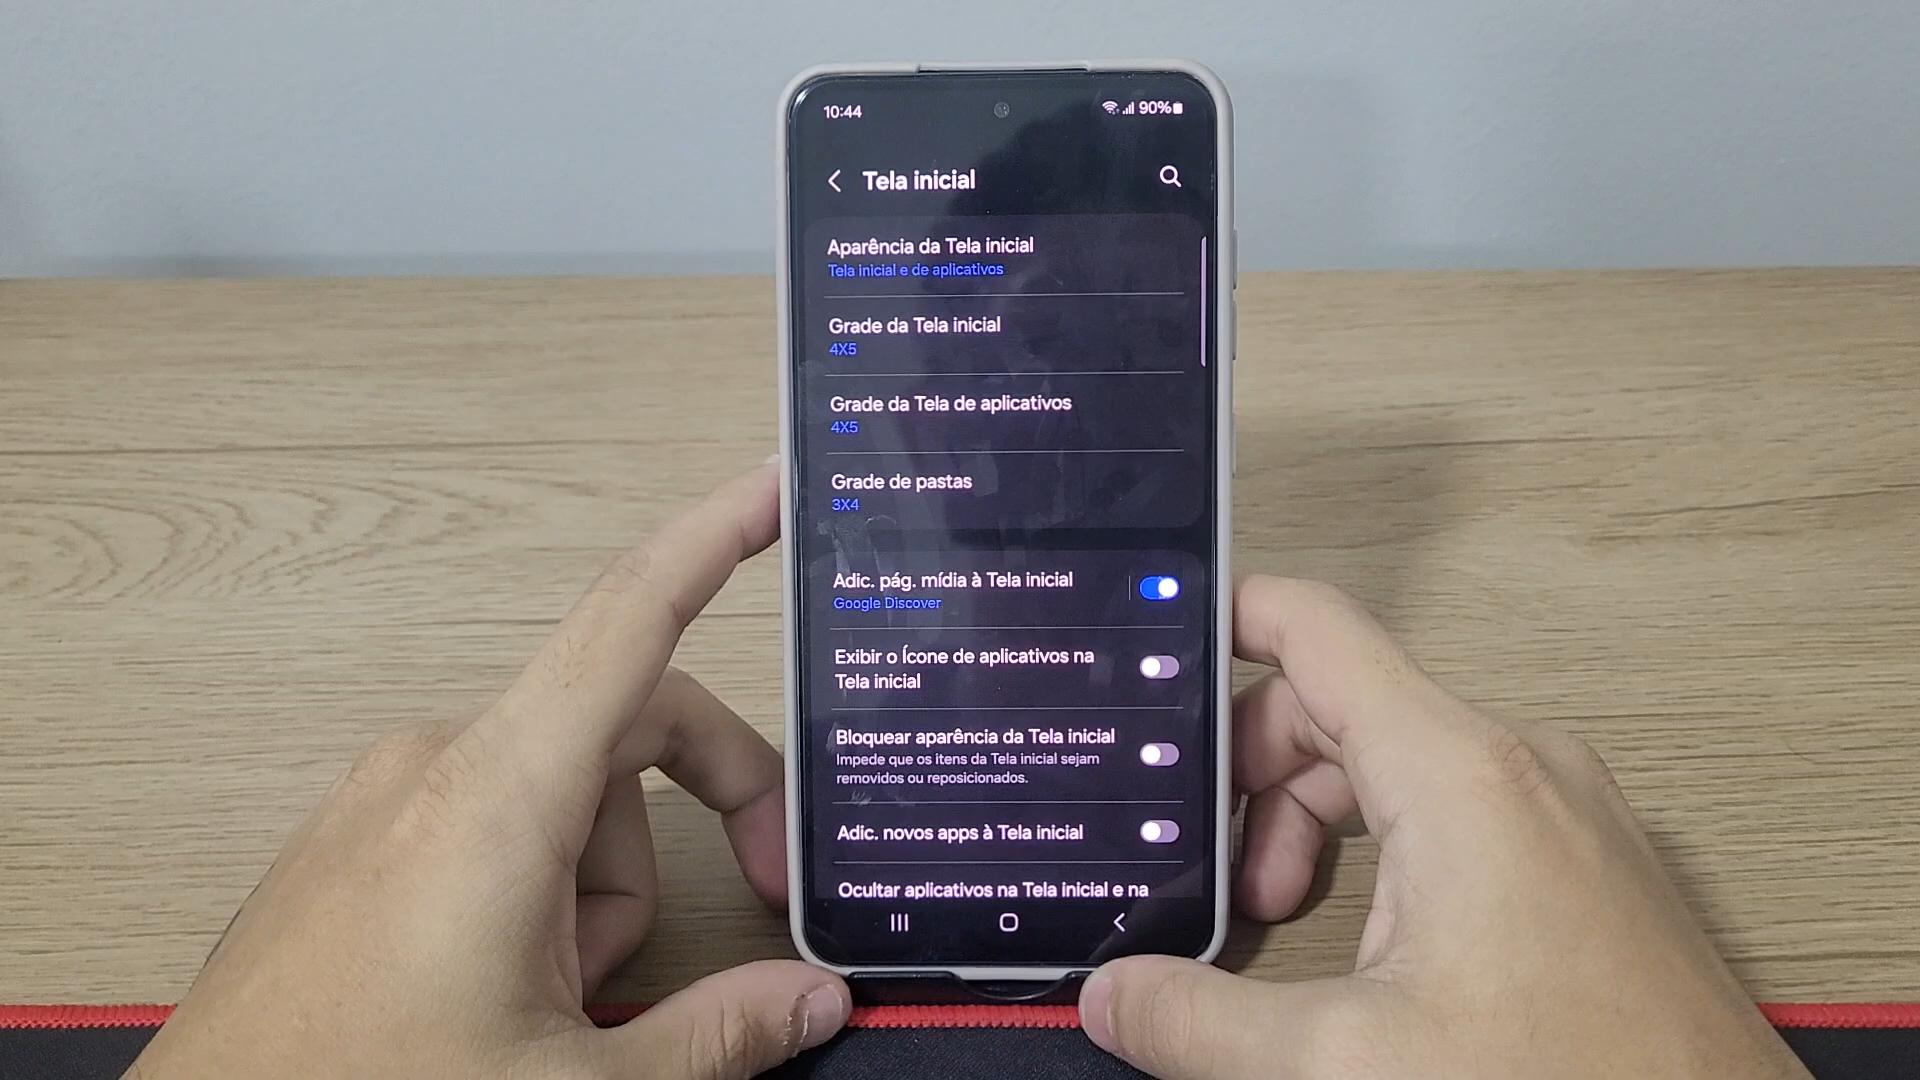 10:44
90%
Tela inicial
Aparência da Tela inicial
Tela inicial e de aplicativos
Grade da Tela inicial
4X5
Grade da Tela de aplicativos
4X5
Grade de pastas
3X4
Adic. pág. mídia à Tela inicial
Google Discover
Exibir o Ícone de aplicativos na
Tela inicial
Bloquear aparência da Tela inicial
Impede que os itens da Tela inicial sejam
removidos ou reposicionados.
Adic. novos apps à Tela inicial
Ocultar aplicativos na Tela inicial e na